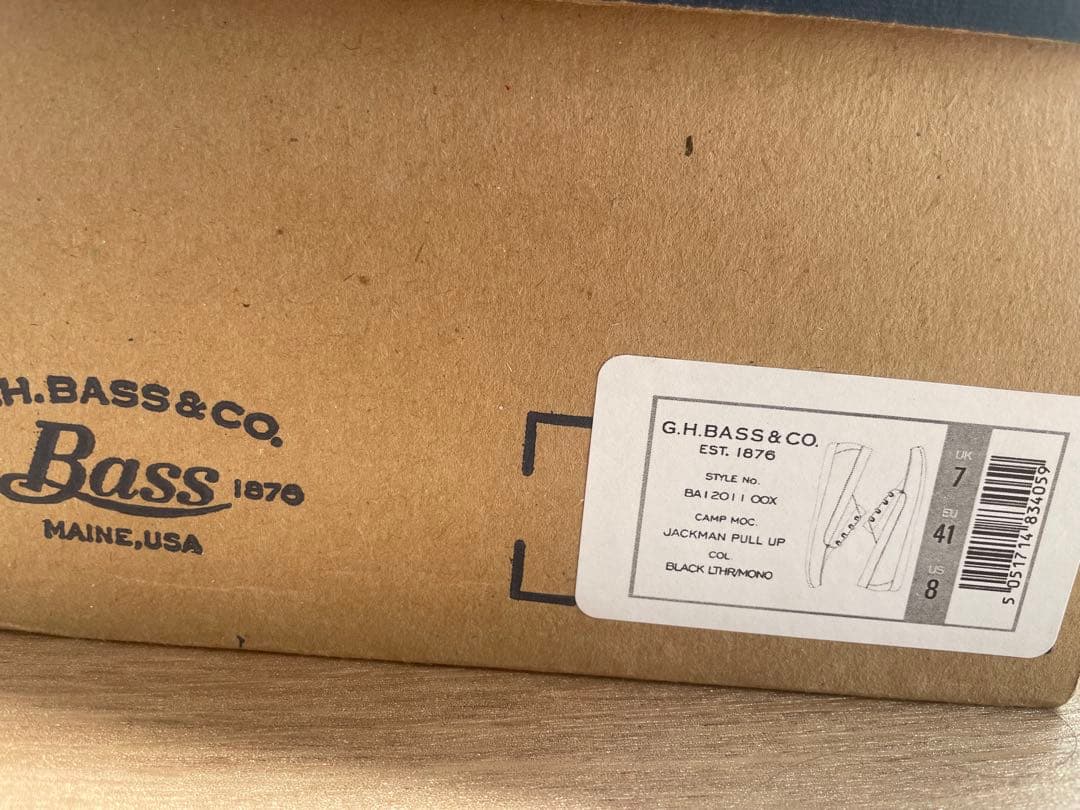 H.BASS&CO.
Bass 1876
MAINE,USA
G.H.BASS&CO.
EST. 1876
STYLE No.
BA12011 00X
CAMP MOC.
JACKMAN PULL UP
COL.
BLACK LTHR/MONO
UK
7
EU
41
US
8
5 051714 834059